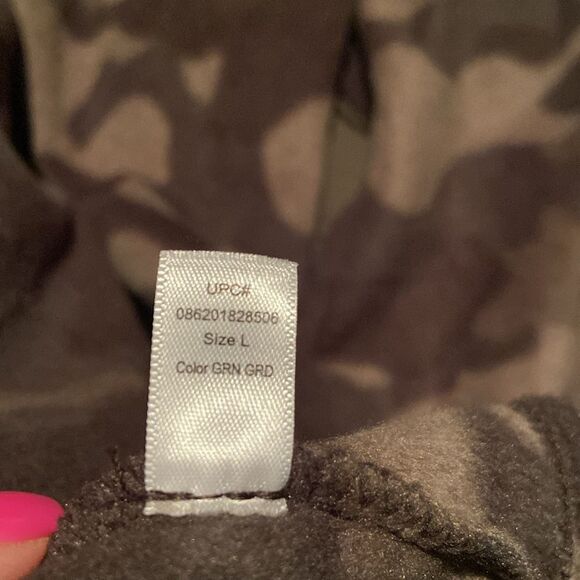 UPC#
086201828506
Size L
Color GRN GRD